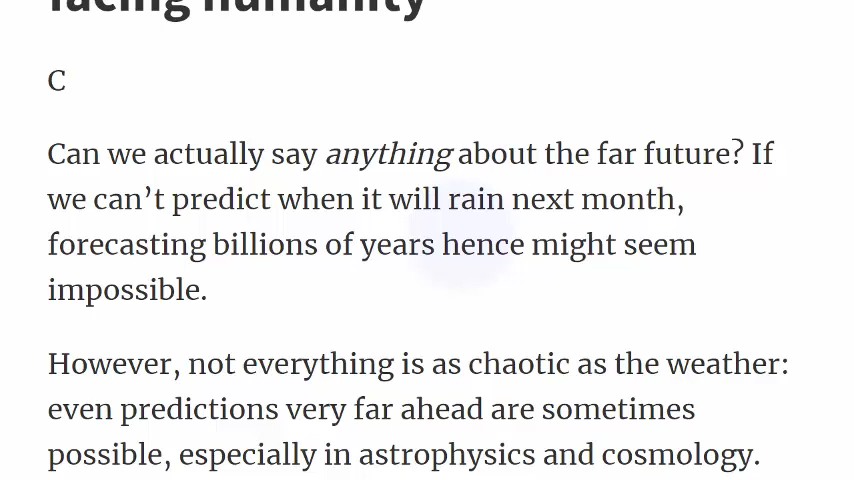 facing humanity
C
Can we actually say anything about the far future? If
we can’t predict when it will rain next month,
forecasting billions of years hence might seem
impossible.
However, not everything is as chaotic as the weather:
even predictions very far ahead are sometimes
possible, especially in astrophysics and cosmology.